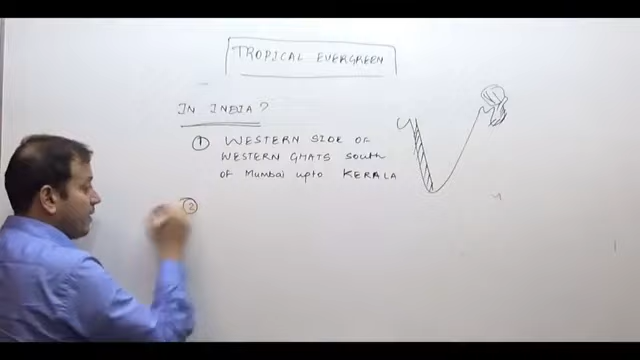 TROPICAL EVERGREEN
IN INDIA?
① WESTERN SIDE OF
WESTERN GHATS SOUTH
OF MUMBAI UPTO KERALA
②